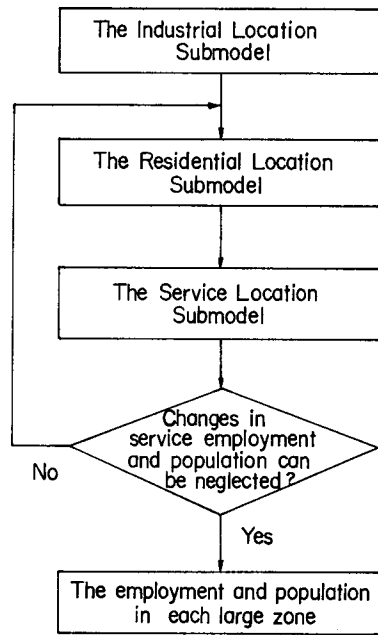 The Industrial Location
Submodel
The Residential Location
Submodel
The Service Location
Submodel
Changes in
service employment
and population can
be neglected?
No
Yes
The employment and population
in each large zone